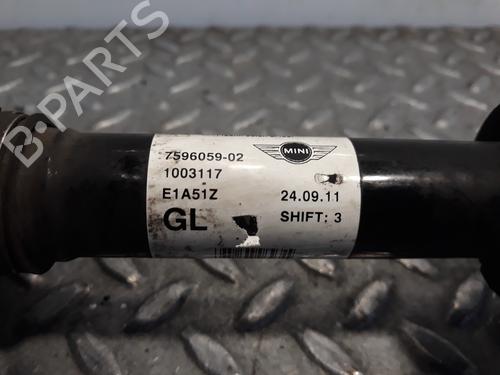 B-PARTS
7596059-02
MINI
1003117
E1A51Z
24.09.11
GL
SHIFT: 3